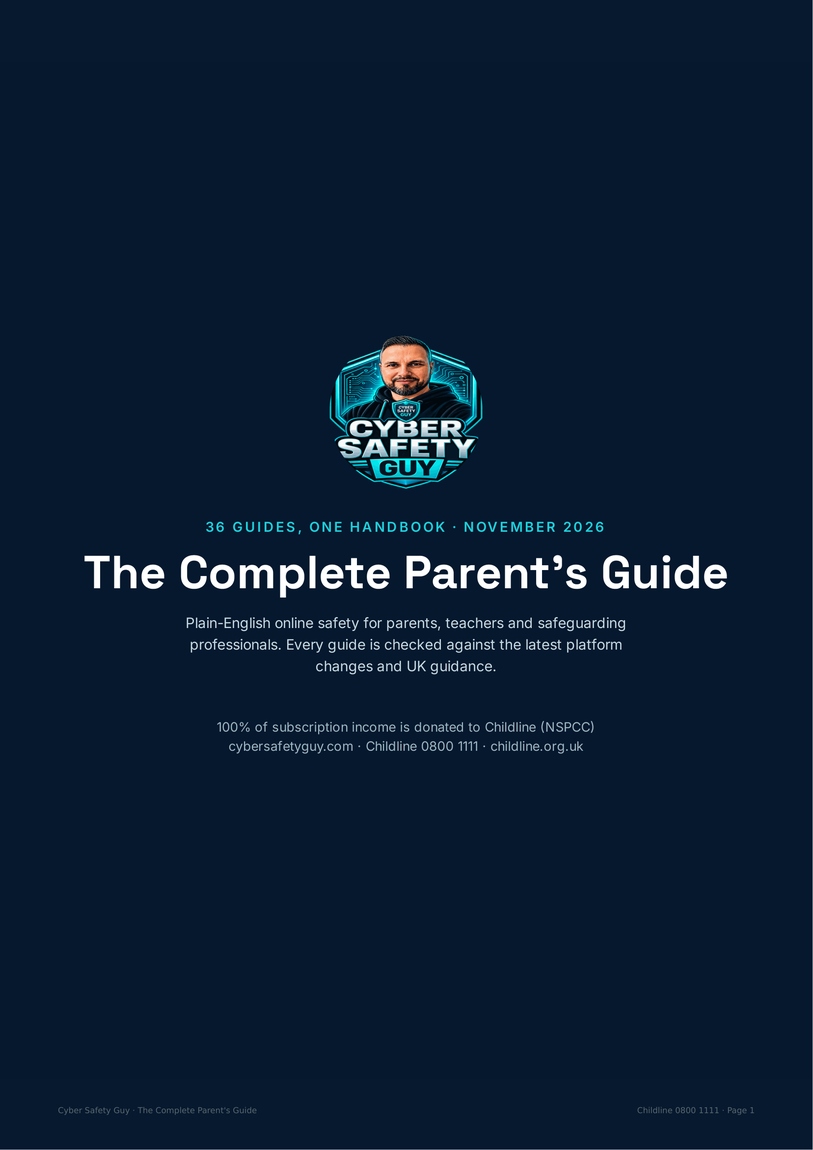 CYBER
SAFETY
GUY
CYBER
SAFETY
GUY
36 GUIDES, ONE HANDBOOK · NOVEMBER 2026
The Complete Parent’s Guide
Plain-English online safety for parents, teachers and safeguarding
professionals. Every guide is checked against the latest platform
changes and UK guidance.
100% of subscription income is donated to Childline (NSPCC)
cybersafetyguy.com · Childline 0800 1111 · childline.org.uk
Cyber Safety Guy · The Complete Parent's Guide
Childline 0800 1111 · Page 1